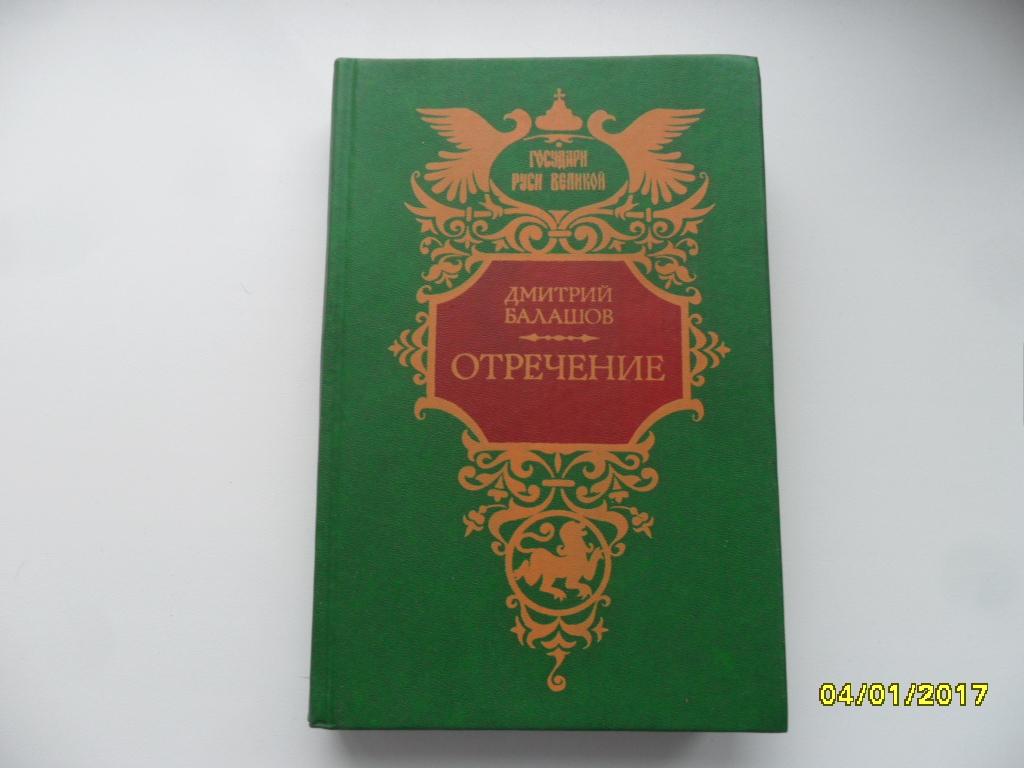 ГОСУДАРИ
РУСИ ВЕЛИКОЙ
ДМИТРИЙ
БАЛАШОВ
ОТРЕЧЕНИЕ
04/01/2017